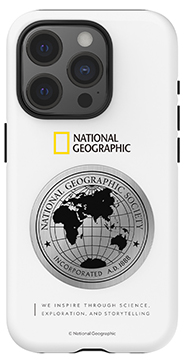 NATIONAL
GEOGRAPHIC
NATIONAL GEOGRAPHIC SOCIETY
INCORPORATED A.D. 1888
WE INSPIRE THROUGH SCIENCE,
EXPLORATION, AND STORYTELLING
© National Geographic